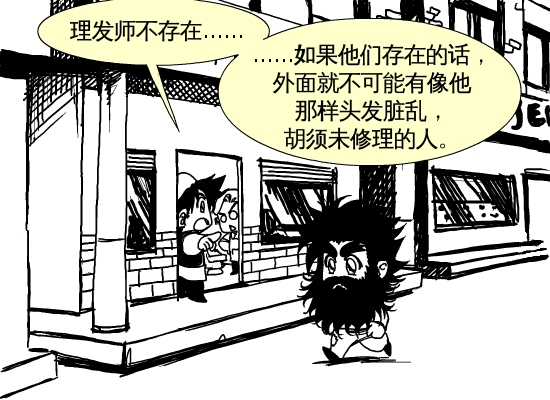 理发师不存在……
……如果他们存在的话，
外面就不可能有像他
那样头发脏乱，
胡须未修理的人。